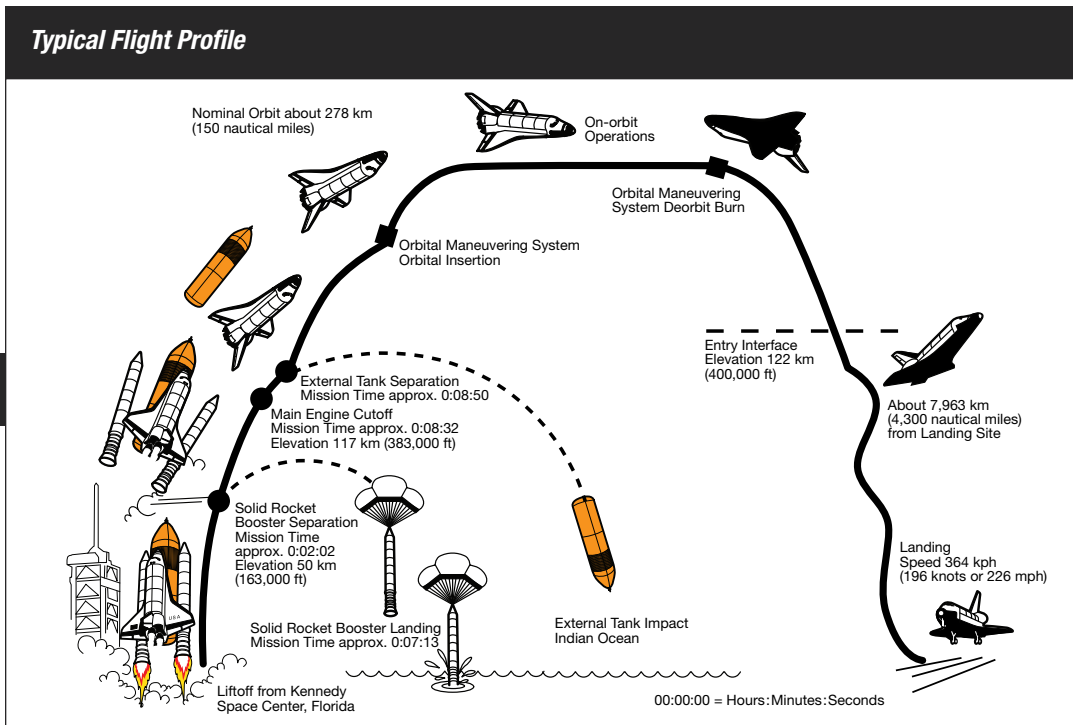 Typical Flight Profile
Nominal Orbit about 278 km
(150 nautical miles)
On-orbit
Operations
Orbital Maneuvering
System Deorbit Burn
Orbital Maneuvering System
Orbital Insertion
Entry Interface
Elevation 122 km
(400,000 ft)
External Tank Separation
Mission Time approx. 0:08:50
Main Engine Cutoff
Mission Time approx. 0:08:32
Elevation 117 km (383,000 ft)
About 7,963 km
(4,300 nautical miles)
from Landing Site
Solid Rocket
Booster Separation
Mission Time
approx. 0:02:02
Elevation 50 km
(163,000 ft)
Landing
Speed 364 kph
(196 knots or 226 mph)
USA
Solid Rocket Booster Landing
Mission Time approx. 0:07:13
External Tank Impact
Indian Ocean
Liftoff from Kennedy
Space Center, Florida
00:00:00 = Hours:Minutes:Seconds